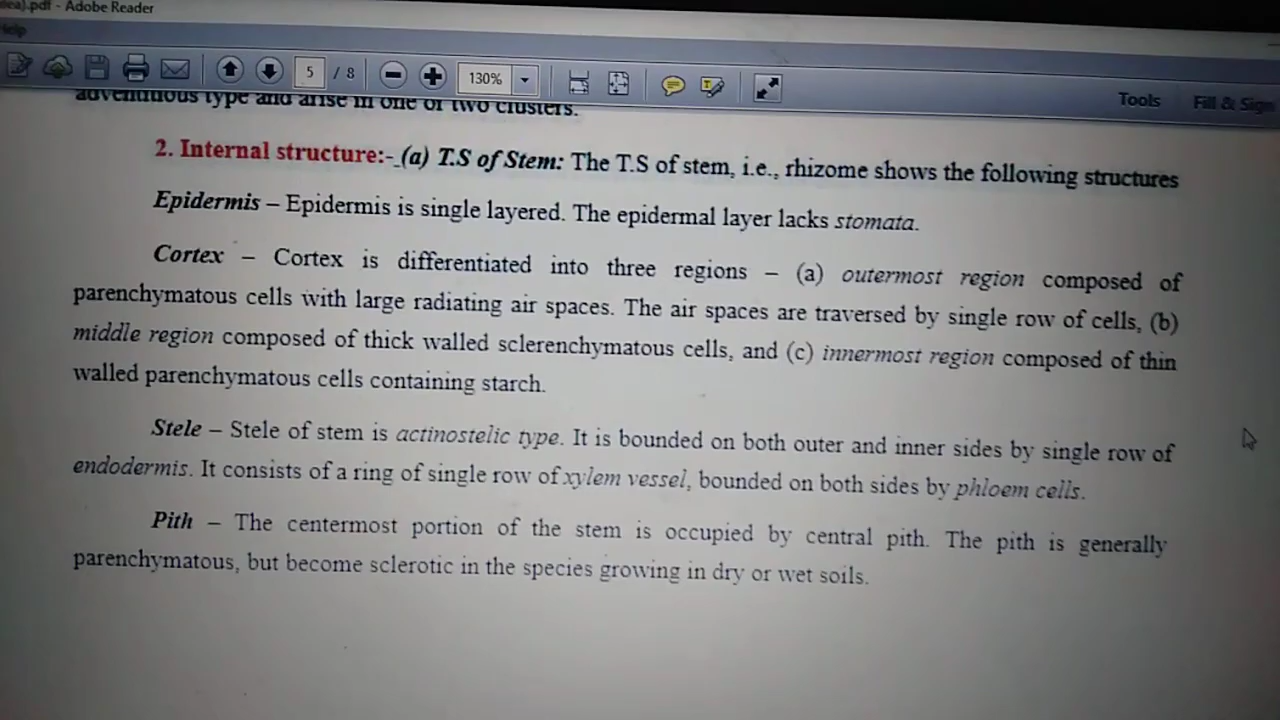 .pdf - Adobe Reader
Help
5 / 8 130% Tools Fill & Sign
adventitious type and arise in one or two clusters.
2. Internal structure:- (a) T.S of Stem: The T.S of stem, i.e., rhizome shows the following structures
Epidermis – Epidermis is single layered. The epidermal layer lacks stomata.
Cortex – Cortex is differentiated into three regions – (a) outermost region composed of
parenchymatous cells with large radiating air spaces. The air spaces are traversed by single row of cells, (b)
middle region composed of thick walled sclerenchymatous cells, and (c) innermost region composed of thin
walled parenchymatous cells containing starch.
Stele – Stele of stem is actinostelic type. It is bounded on both outer and inner sides by single row of
endodermis. It consists of a ring of single row of xylem vessel, bounded on both sides by phloem cells.
Pith – The centermost portion of the stem is occupied by central pith. The pith is generally
parenchymatous, but become sclerotic in the species growing in dry or wet soils.